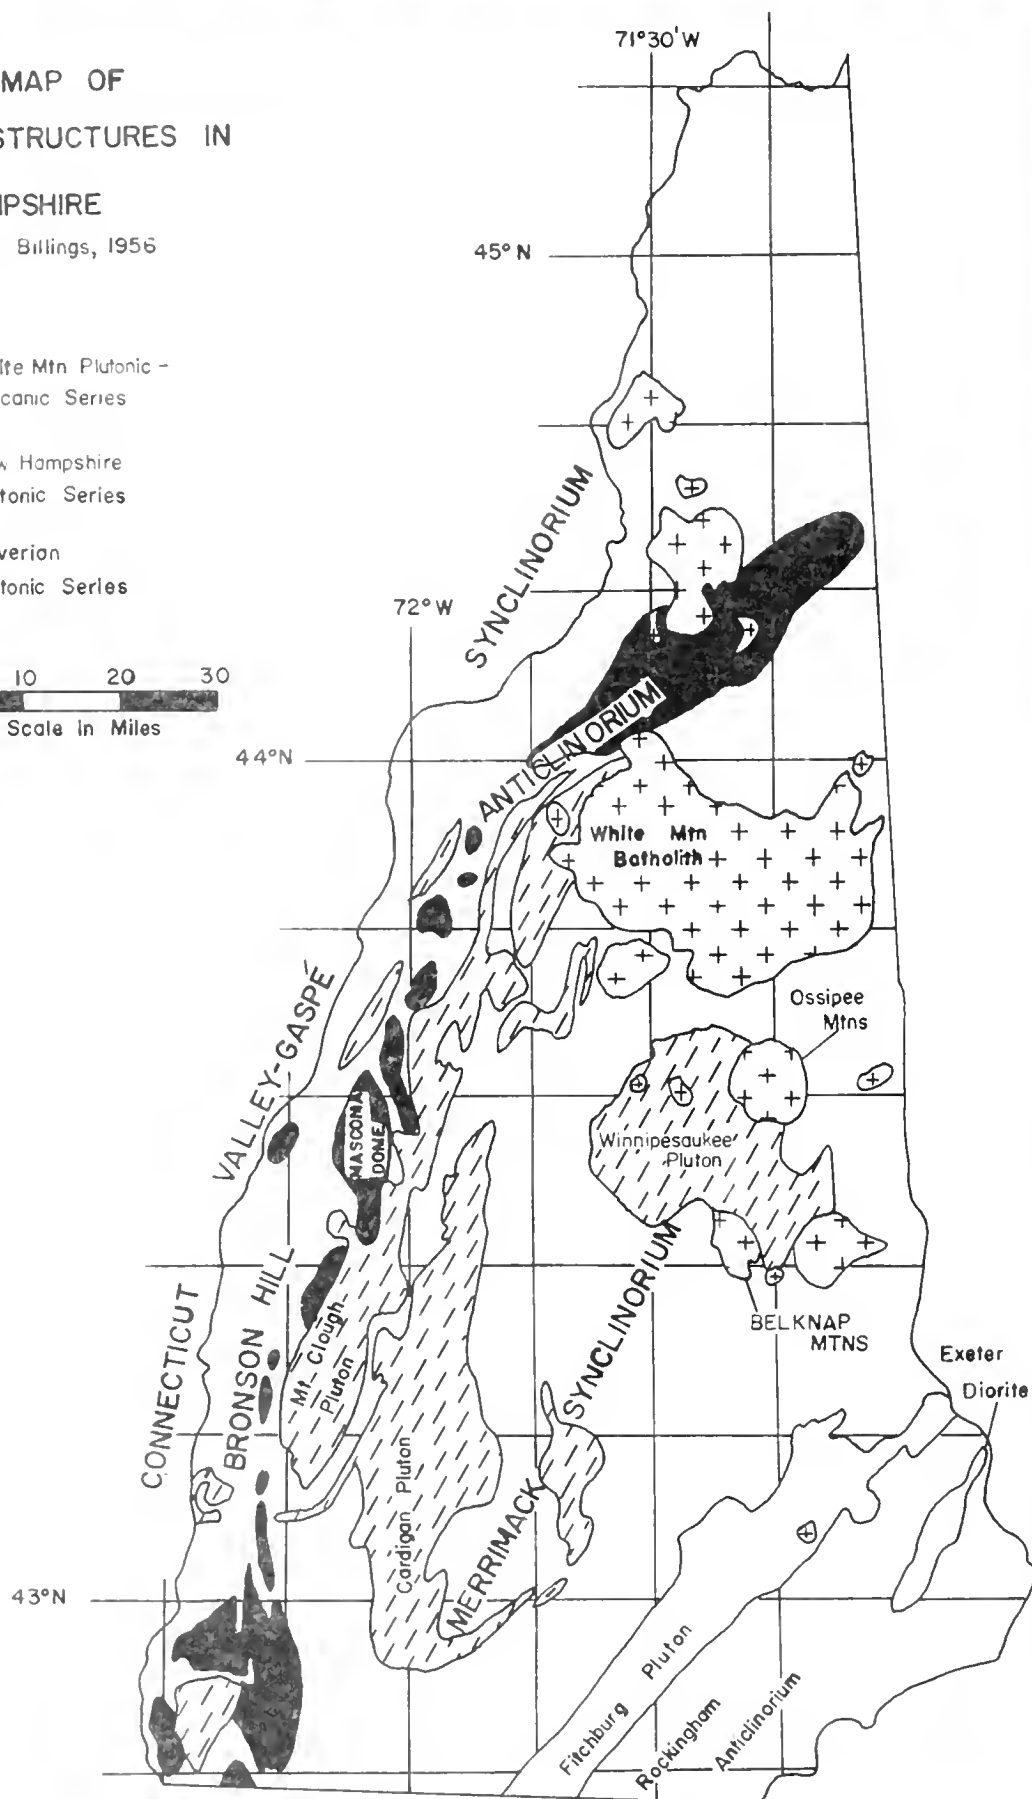 MAP OF
STRUCTURES IN
MPSHIRE
Billings, 1956
ite Mtn Plutonic -
canic Series
w Hampshire
tonic Series
verian
tonic Series
10 20 30
Scale in Miles
71°30'W
45°N
72°W
44°N
43°N
SYNCLINORIUM
ANTICLINORIUM
White Mtn
Batholith
VALLEY-GASPÉ
Ossipee
Mtns
MASCOMA
DOME
Winnipesaukee
Pluton
CONNECTICUT
BRONSON HILL
Mt. Clough
Pluton
SYNCLINORIUM
BELKNAP
MTNS
Exeter
Diorite
Cardigan Pluton
MERRIMACK
Fitchburg Pluton
Rockingham
Anticlinorium